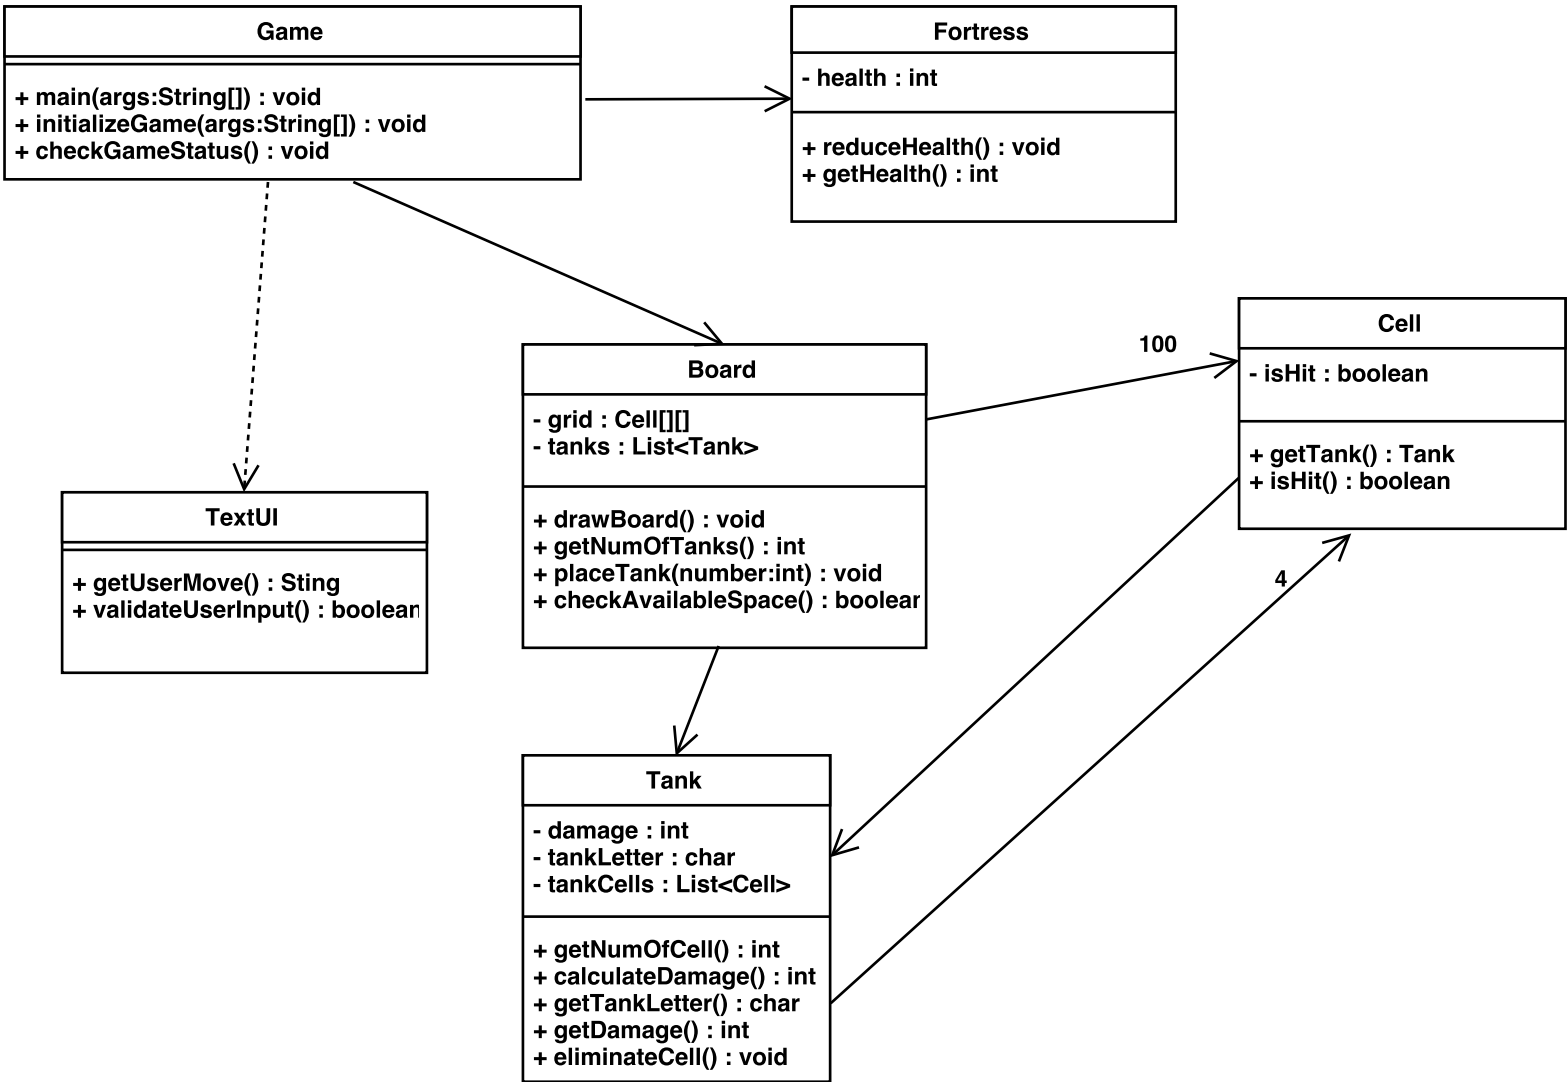 Game
+ main(args:String[]) : void
+ initializeGame(args:String[]) : void
+ checkGameStatus() : void
Fortress
- health : int
+ reduceHealth() : void
+ getHealth() : int
Cell
- isHit : boolean
+ getTank() : Tank
+ isHit() : boolean
100
Board
- grid : Cell[][]
- tanks : List<Tank>
+ drawBoard() : void
+ getNumOfTanks() : int
+ placeTank(number:int) : void
+ checkAvailableSpace() : boolean
TextUI
+ getUserMove() : Sting
+ validateUserInput() : boolean
4
Tank
- damage : int
- tankLetter : char
- tankCells : List<Cell>
+ getNumOfCell() : int
+ calculateDamage() : int
+ getTankLetter() : char
+ getDamage() : int
+ eliminateCell() : void